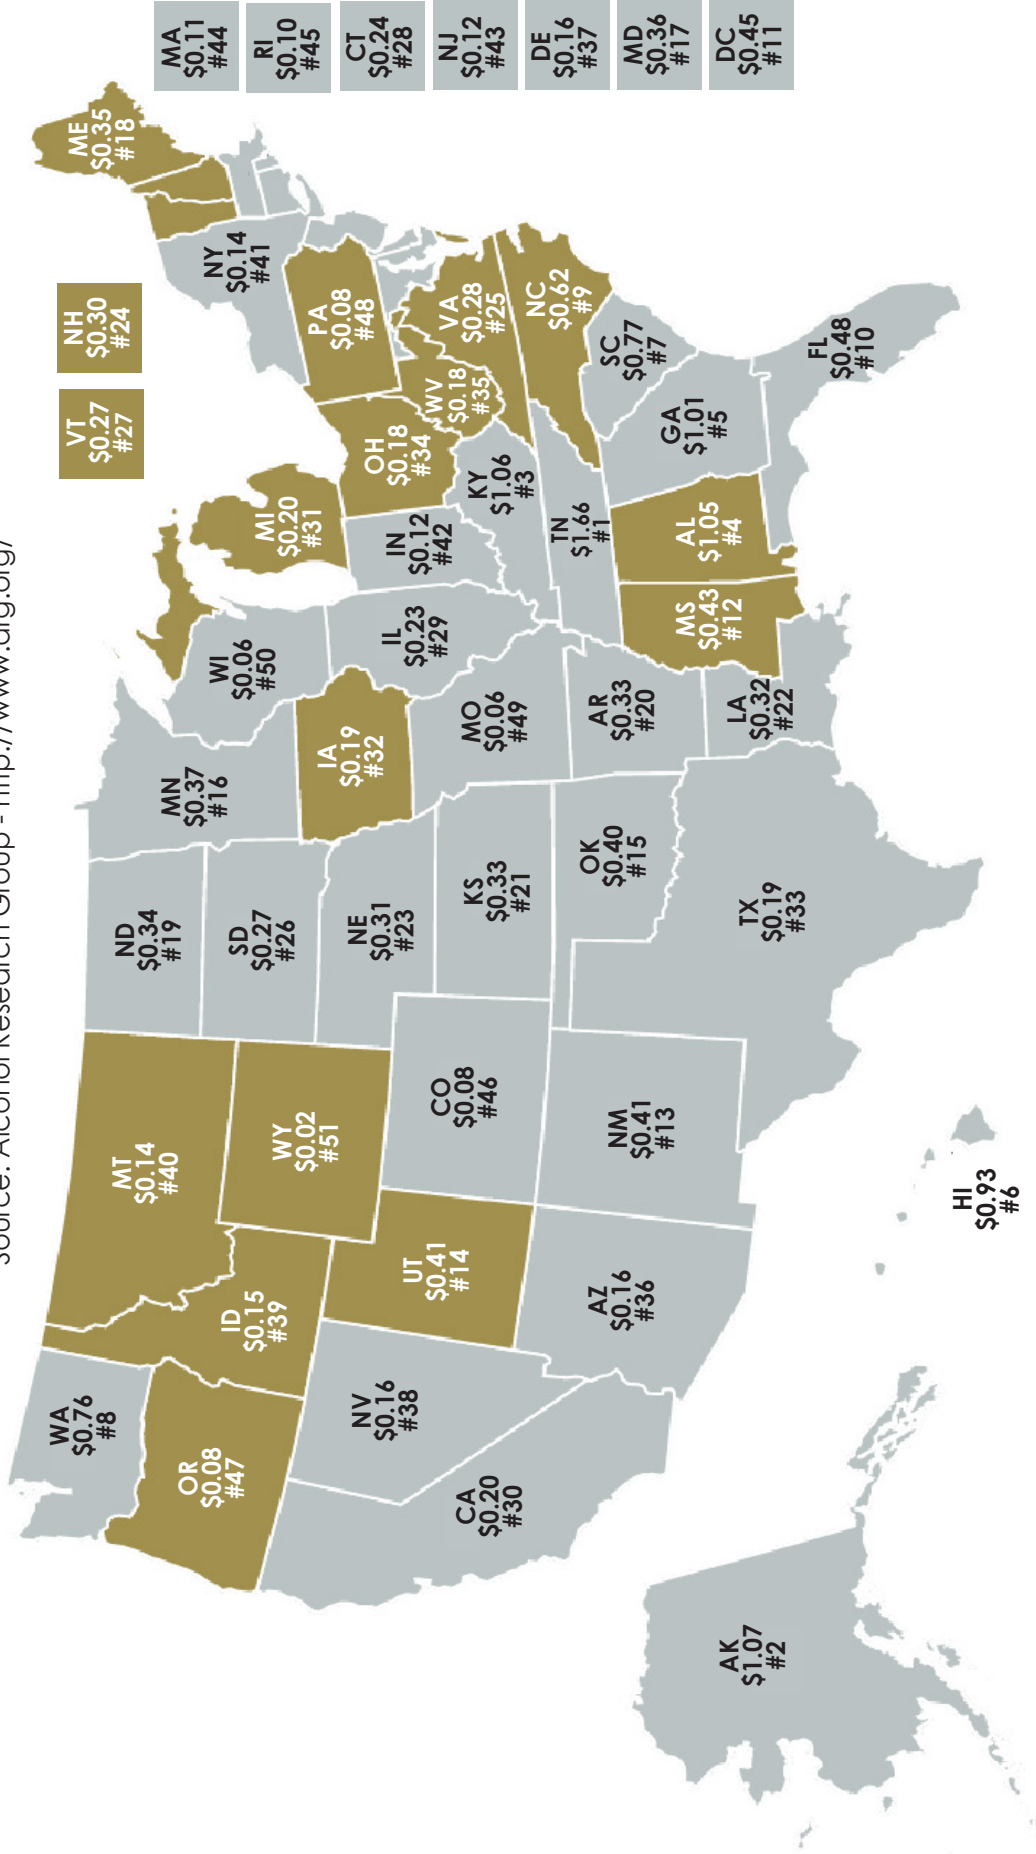 Source: Alcohol Research Group - http://www.arg.org/
WA
$0.76
#8
OR
$0.08
#47
CA
$0.20
#30
NV
$0.16
#38
ID
$0.15
#39
MT
$0.14
#40
WY
$0.02
#51
UT
$0.41
#14
AZ
$0.16
#36
CO
$0.08
#46
NM
$0.41
#13
ND
$0.34
#19
SD
$0.27
#26
NE
$0.31
#23
KS
$0.33
#21
OK
$0.40
#15
TX
$0.19
#33
MN
$0.37
#16
IA
$0.19
#32
MO
$0.06
#49
AR
$0.33
#20
LA
$0.32
#22
WI
$0.06
#50
IL
$0.23
#29
MI
$0.20
#31
IN
$0.12
#42
OH
$0.18
#34
KY
$1.06
#3
TN
$1.66
#1
MS
$0.43
#12
AL
$1.05
#4
GA
$1.01
#5
FL
$0.48
#10
SC
$0.77
#7
NC
$0.62
#9
VA
$0.28
#25
WV
$0.18
#35
PA
$0.08
#48
NY
$0.14
#41
VT
$0.27
#27
NH
$0.30
#24
ME
$0.35
#18
MA
$0.11
#44
RI
$0.10
#45
CT
$0.24
#28
NJ
$0.12
#43
DE
$0.16
#37
MD
$0.36
#17
DC
$0.45
#11
AK
$1.07
#2
HI
$0.93
#6